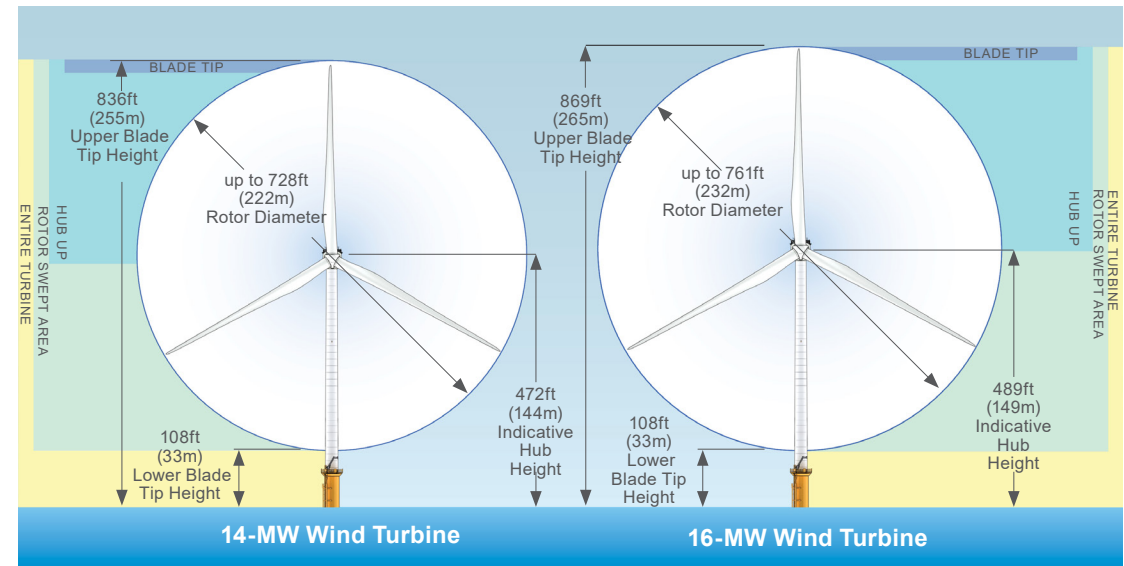 BLADE TIP
836ft
(255m)
Upper Blade
Tip Height
up to 728ft
(222m)
Rotor Diameter
HUB UP
ROTOR SWEPT AREA
ENTIRE TURBINE
472ft
(144m)
Indicative
Hub
Height
108ft
(33m)
Lower Blade
Tip Height
14-MW Wind Turbine
BLADE TIP
869ft
(265m)
Upper Blade
Tip Height
up to 761ft
(232m)
Rotor Diameter
HUB UP
ROTOR SWEPT AREA
ENTIRE TURBINE
489ft
(149m)
Indicative
Hub
Height
108ft
(33m)
Lower
Blade Tip
Height
16-MW Wind Turbine